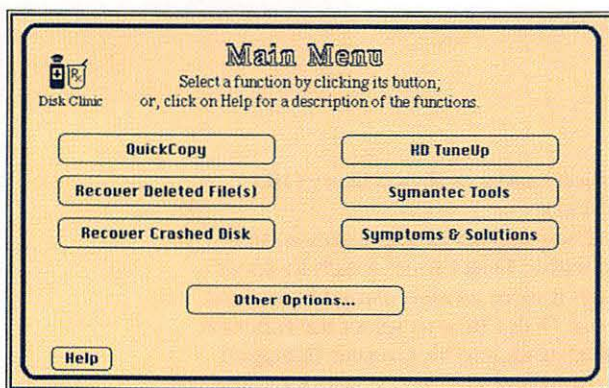 Main Menu
Select a function by clicking its button;
or, click on Help for a description of the functions.
Disk Clinic
QuickCopy
HD TuneUp
Recover Deleted File(s)
Symantec Tools
Recover Crashed Disk
Symptoms & Solutions
Other Options...
Help